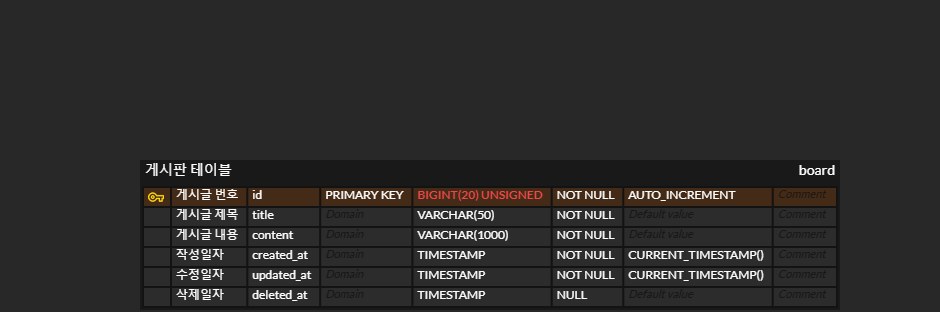 게시판 테이블 board
게시글 번호 id PRIMARY KEY BIGINT(20) UNSIGNED NOT NULL AUTO_INCREMENT Comment
게시글 제목 title Domain VARCHAR(50) NOT NULL Default value Comment
게시글 내용 content Domain VARCHAR(1000) NOT NULL Default value Comment
작성일자 created_at Domain TIMESTAMP NOT NULL CURRENT_TIMESTAMP() Comment
수정일자 updated_at Domain TIMESTAMP NOT NULL CURRENT_TIMESTAMP() Comment
삭제일자 deleted_at Domain TIMESTAMP NULL Default value Comment